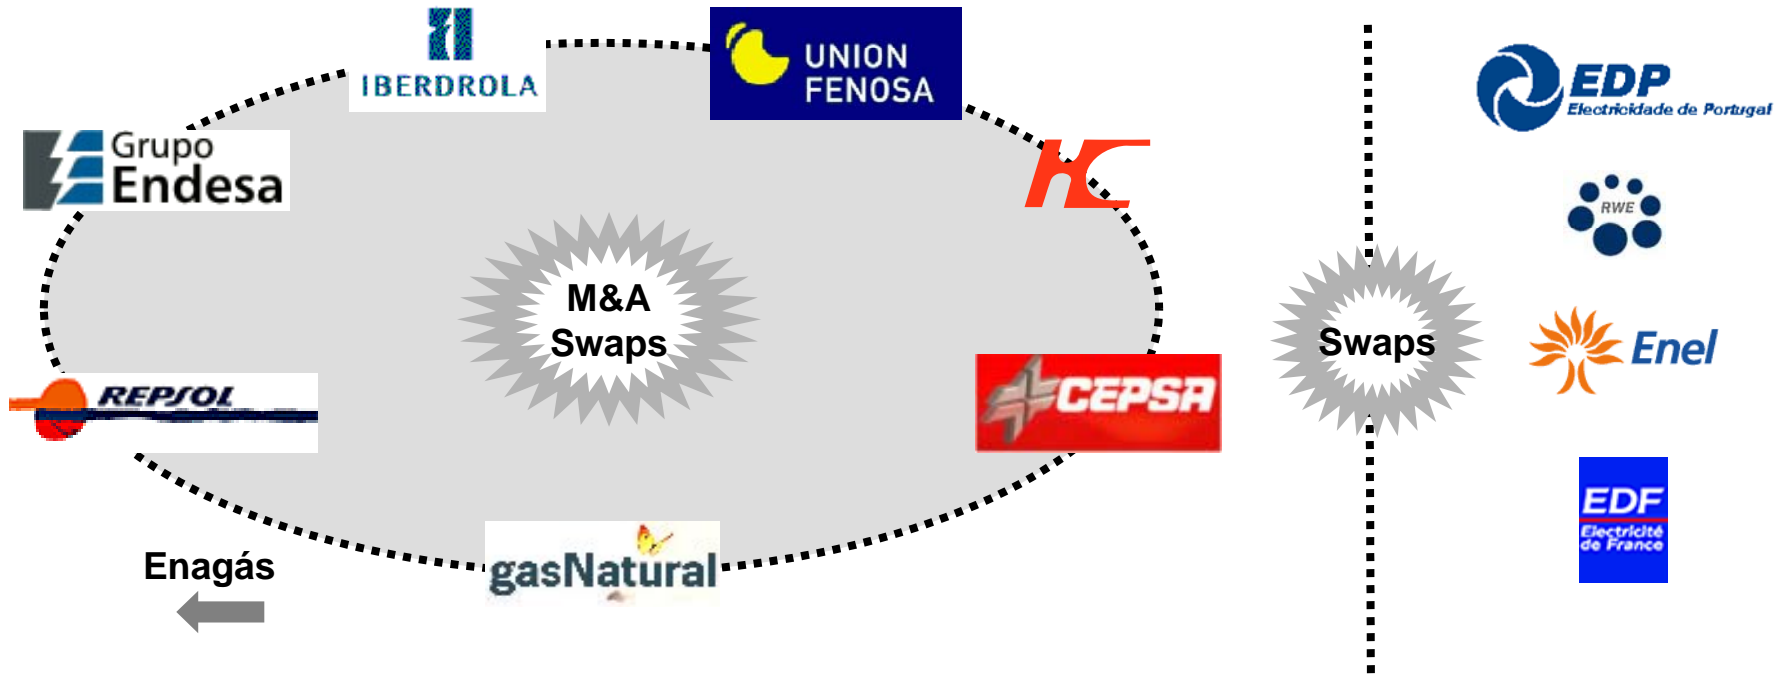 IBERDROLA
UNION
FENOSA
Grupo
Endesa
HC
M&A
Swaps
REPSOL
CEPSA
gasNatural
Enagás
Swaps
EDP
Electricidade de Portugal
RWE
Enel
EDF
Electricité
de France